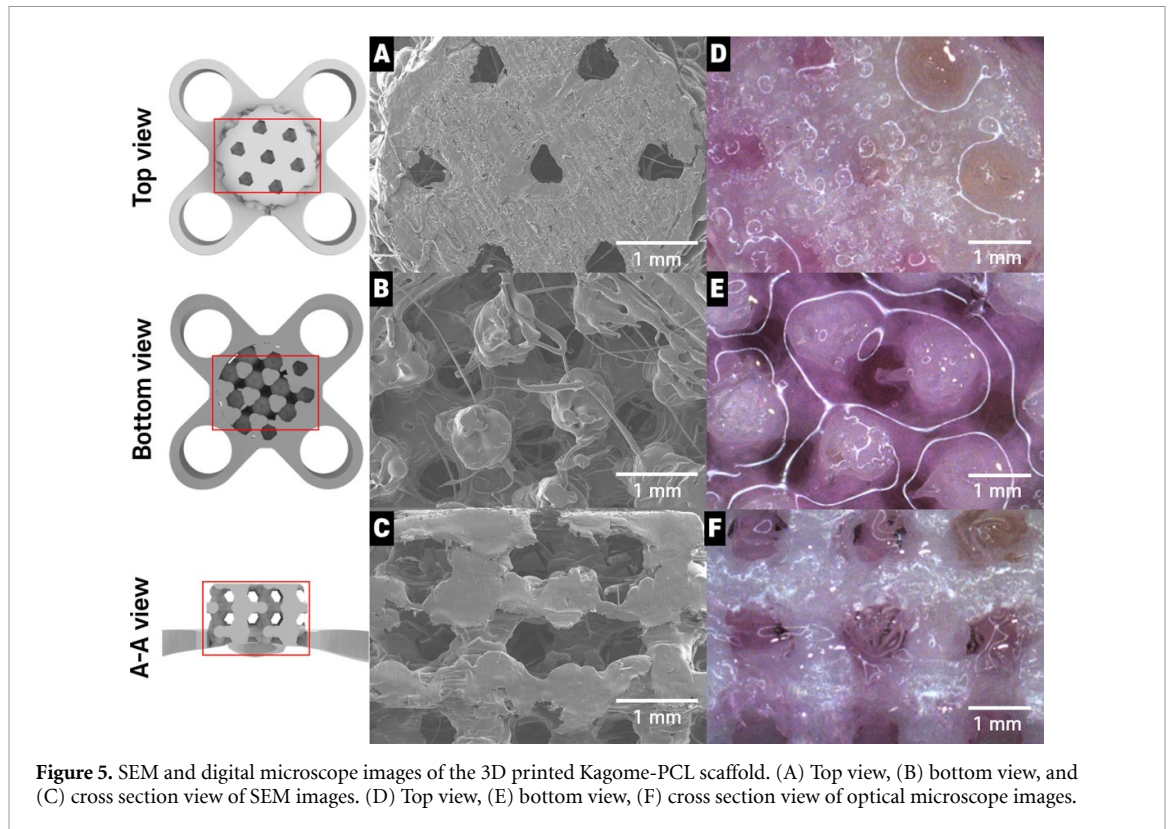 Top view
A
1 mm
D
1 mm
Bottom view
B
1 mm
E
1 mm
A-A view
C
1 mm
F
1 mm
Figure 5. SEM and digital microscope images of the 3D printed Kagome-PCL scaffold. (A) Top view, (B) bottom view, and
(C) cross section view of SEM images. (D) Top view, (E) bottom view, (F) cross section view of optical microscope images.